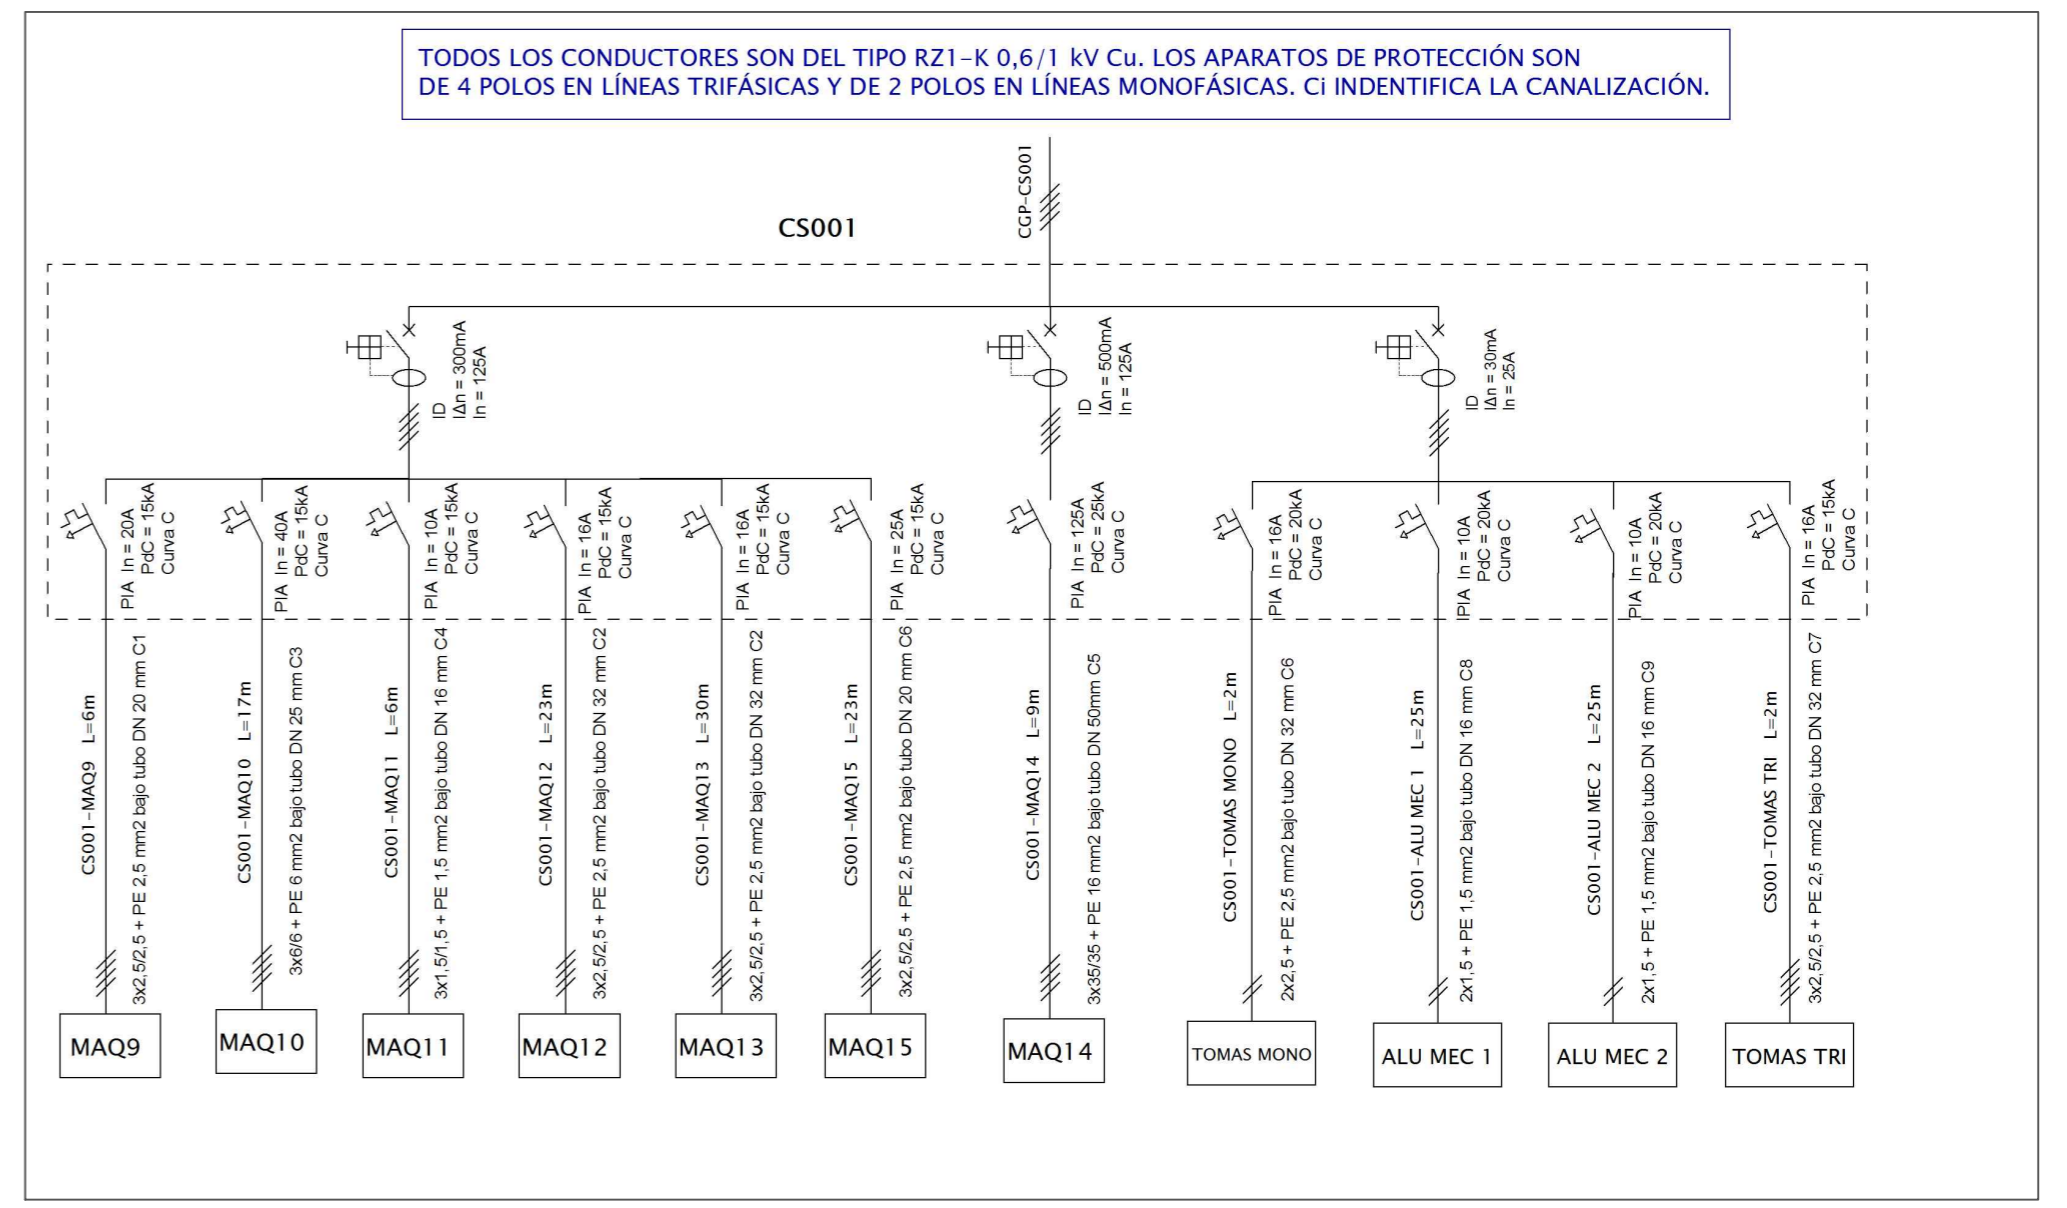 TODOS LOS CONDUCTORES SON DEL TIPO RZ1-K 0,6/1 kV Cu. LOS APARATOS DE PROTECCIÓN SON
DE 4 POLOS EN LÍNEAS TRIFÁSICAS Y DE 2 POLOS EN LÍNEAS MONOFÁSICAS. Ci INDENTIFICA LA CANALIZACIÓN.
CGP-CS001
CS001
ID
IΔn = 300mA
In = 125A
ID
IΔn = 500mA
In = 125A
ID
IΔn = 30mA
In = 25A
PIA In = 20A
PdC = 15kA
Curva C
PIA In = 40A
PdC = 15kA
Curva C
PIA In = 10A
PdC = 15kA
Curva C
PIA In = 16A
PdC = 15kA
Curva C
PIA In = 16A
PdC = 15kA
Curva C
PIA In = 25A
PdC = 15kA
Curva C
PIA In = 125A
PdC = 25kA
Curva C
PIA In = 16A
PdC = 20kA
Curva C
PIA In = 10A
PdC = 20kA
Curva C
PIA In = 10A
PdC = 20kA
Curva C
PIA In = 16A
PdC = 15kA
Curva C
CS001-MAQ9 L=6m
3x2,5/2,5 + PE 2,5 mm2 bajo tubo DN 20 mm C1
CS001-MAQ10 L=17m
3x6/6 + PE 6 mm2 bajo tubo DN 25 mm C3
CS001-MAQ11 L=6m
3x1,5/1,5 + PE 1,5 mm2 bajo tubo DN 16 mm C4
CS001-MAQ12 L=23m
3x2,5/2,5 + PE 2,5 mm2 bajo tubo DN 32 mm C2
CS001-MAQ13 L=30m
3x2,5/2,5 + PE 2,5 mm2 bajo tubo DN 32 mm C2
CS001-MAQ15 L=23m
3x2,5/2,5 + PE 2,5 mm2 bajo tubo DN 20 mm C6
CS001-MAQ14 L=9m
3x35/35 + PE 16 mm2 bajo tubo DN 50mm C5
CS001-TOMAS MONO L=2m
2x2,5 + PE 2,5 mm2 bajo tubo DN 32 mm C6
CS001-ALU MEC 1 L=25m
2x1,5 + PE 1,5 mm2 bajo tubo DN 16 mm C8
CS001-ALU MEC 2 L=25m
2x1,5 + PE 1,5 mm2 bajo tubo DN 16 mm C9
CS001-TOMAS TRI L=2m
3x2,5/2,5 + PE 2,5 mm2 bajo tubo DN 32 mm C7
MAQ9
MAQ10
MAQ11
MAQ12
MAQ13
MAQ15
MAQ14
TOMAS MONO
ALU MEC 1
ALU MEC 2
TOMAS TRI